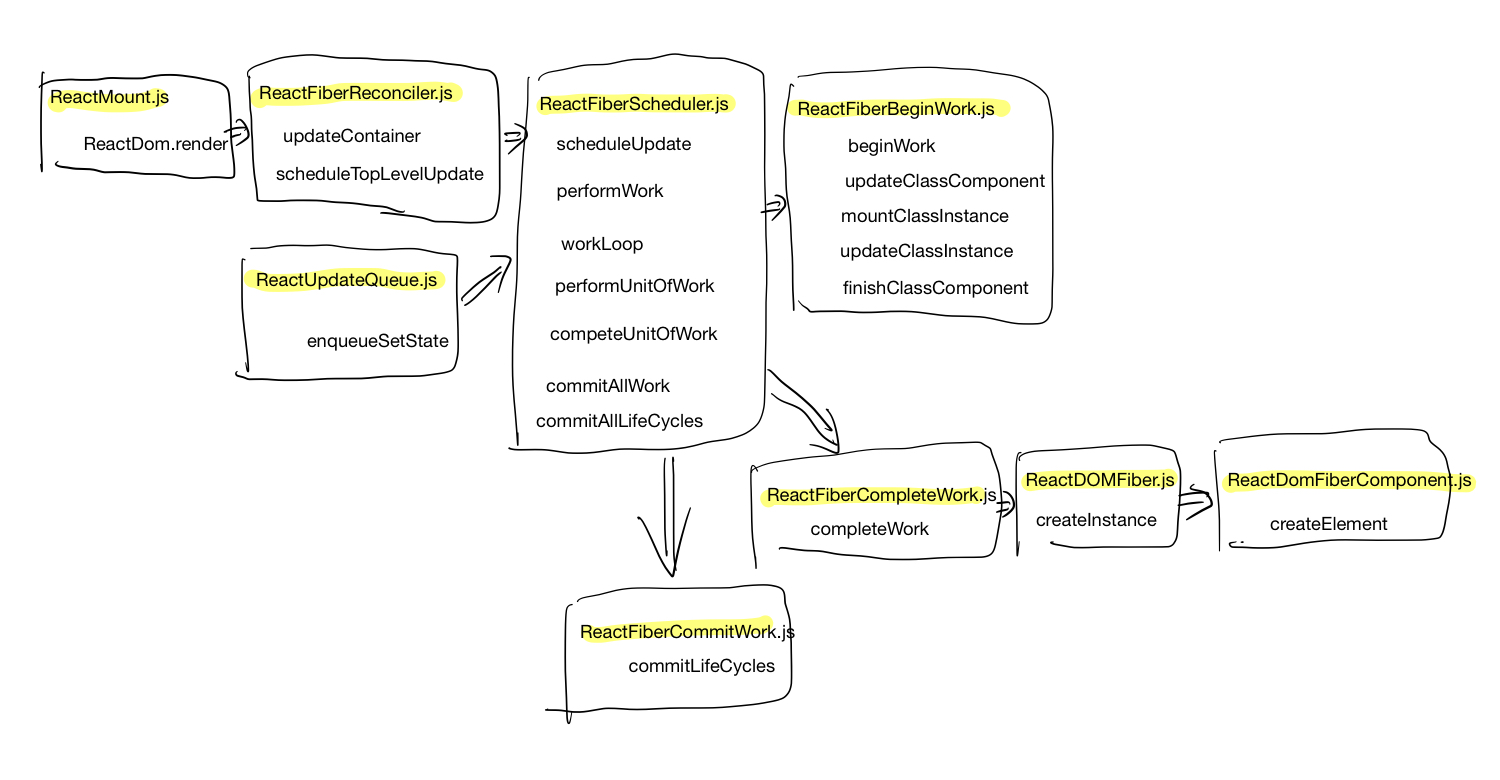 ReactMount.js
ReactDom.render
ReactFiberReconciler.js
updateContainer
scheduleTopLevelUpdate
ReactUpdateQueue.js
enqueueSetState
ReactFiberScheduler.js
scheduleUpdate
performWork
workLoop
performUnitOfWork
competeUnitOfWork
commitAllWork
commitAllLifeCycles
ReactFiberBeginWork.js
beginWork
updateClassComponent
mountClassInstance
updateClassInstance
finishClassComponent
ReactFiberCompleteWork.js
completeWork
ReactDOMFiber.js
createInstance
ReactDomFiberComponent.js
createElement
ReactFiberCommitWork.js
commitLifeCycles